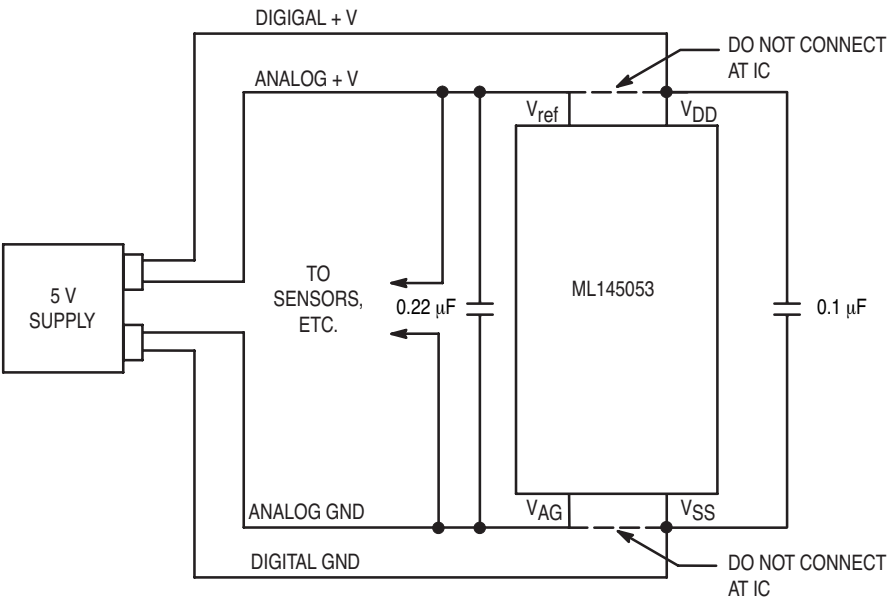 DIGIGAL + V
DO NOT CONNECT
AT IC
ANALOG + V
Vref
VDD
5 V
SUPPLY
TO
SENSORS,
ETC.
0.22 μF
ML145053
0.1 μF
ANALOG GND
VAG
VSS
DIGITAL GND
DO NOT CONNECT
AT IC